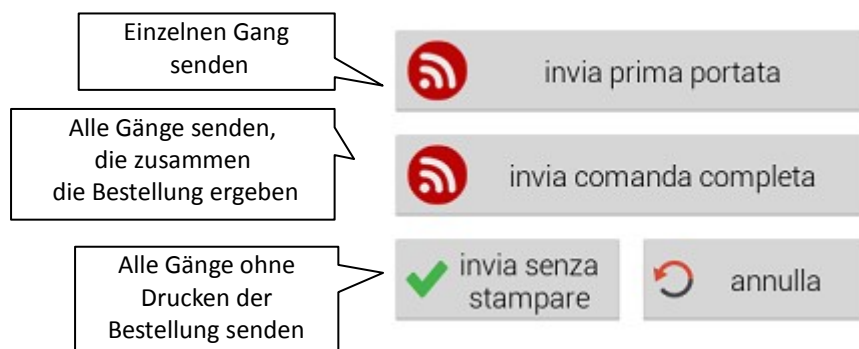 Einzelnen Gang
senden
invia prima portata
Alle Gänge senden,
die zusammen
die Bestellung ergeben
invia comanda completa
Alle Gänge ohne
Drucken der
Bestellung senden
invia senza
stampare
annulla